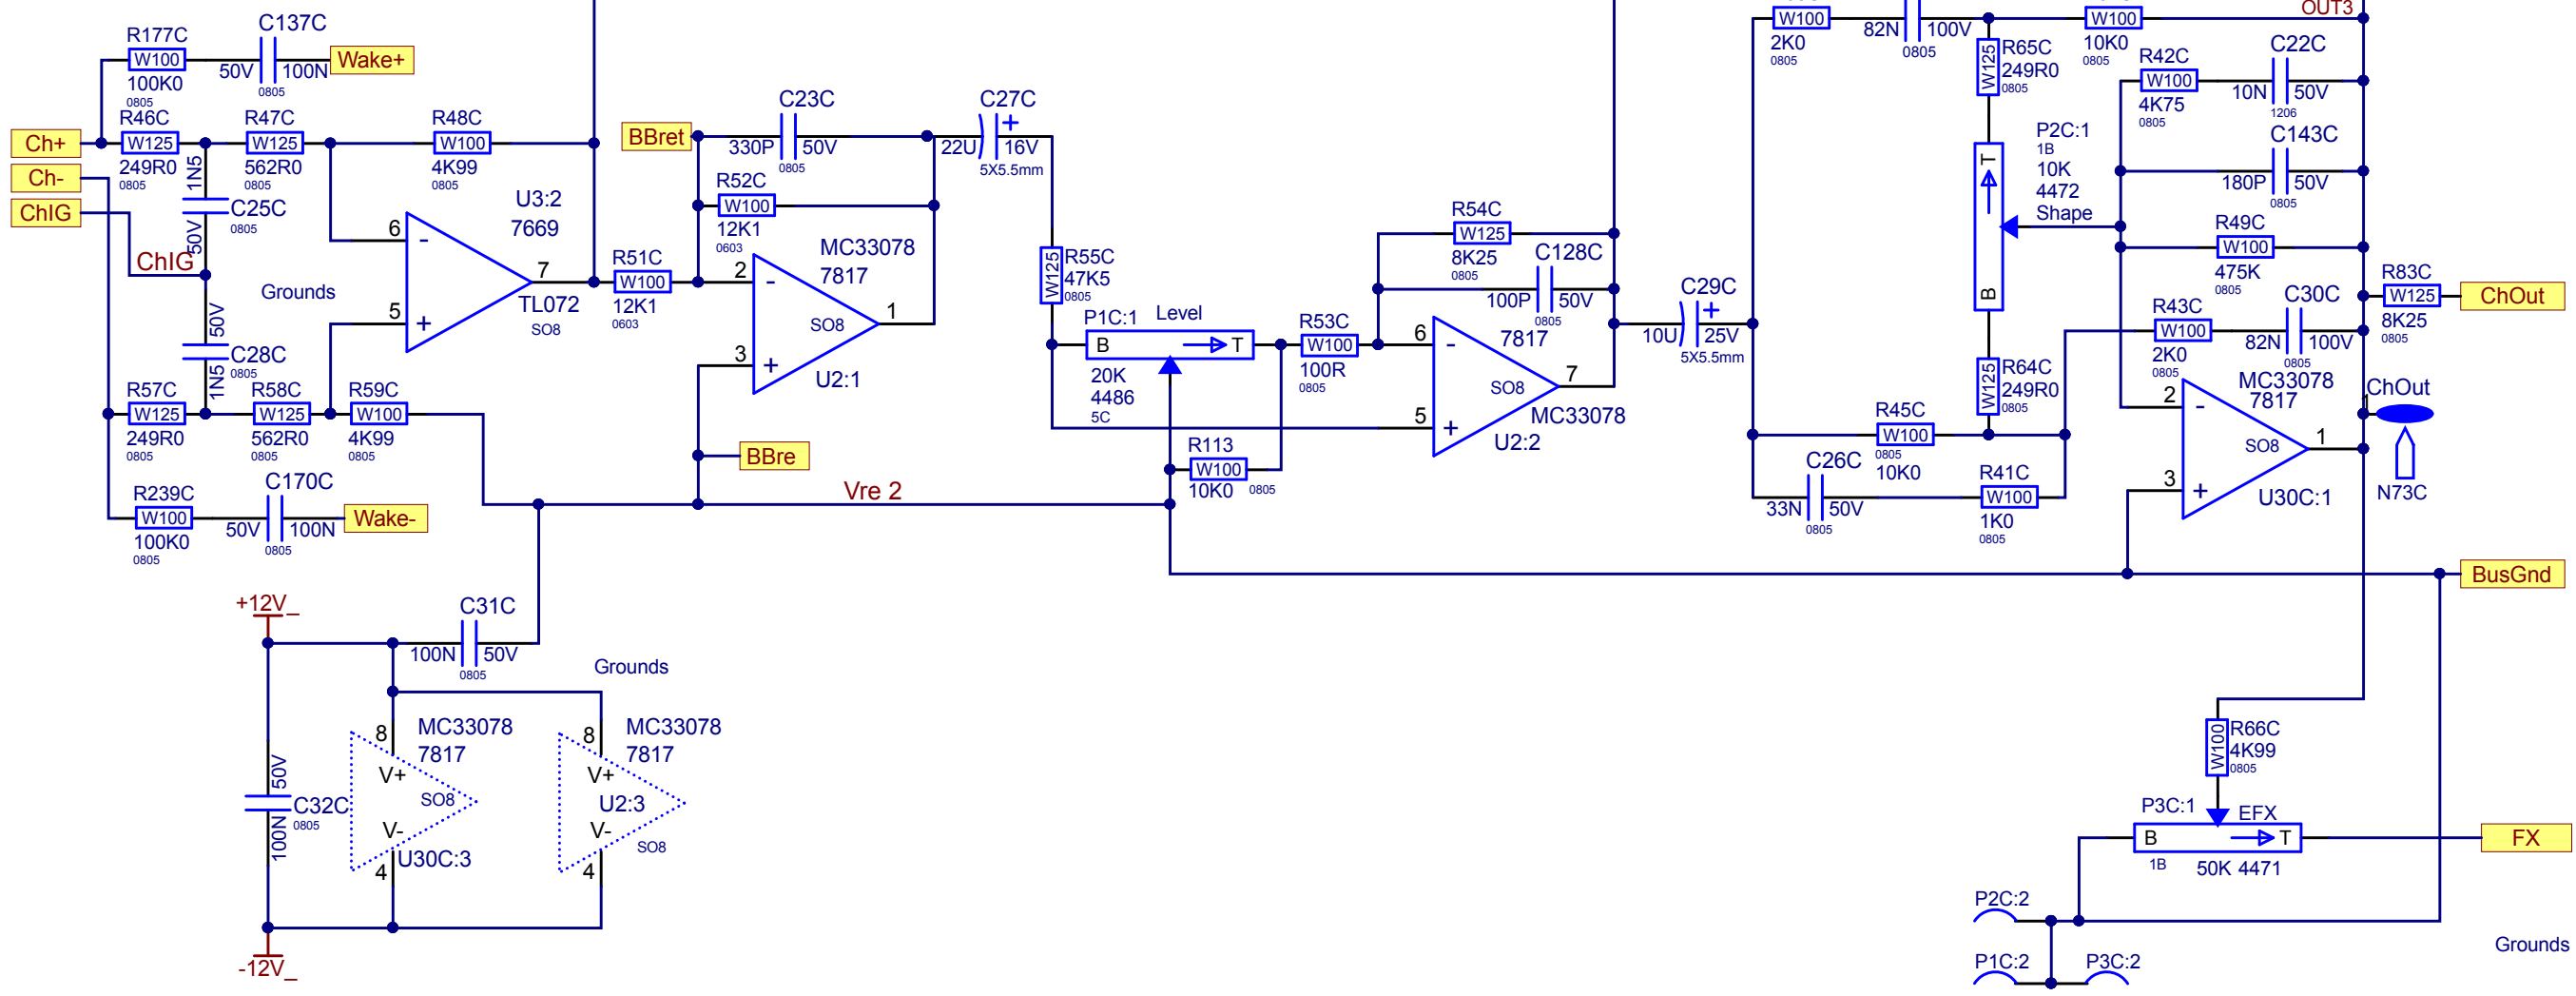 R177C
W100
100K0
0805
C137C
50V
100N
0805
Wake+
Ch+
Ch-
ChIG
R46C
W125
249R0
0805
R47C
W125
562R0
0805
R48C
W100
4K99
0805
1N5
50V
C25C
0805
ChIG
Grounds
U3:2
7669
6
-
5
+
7
TL072
SO8
50V
C28C
0805
1N5
R57C
W125
249R0
0805
R58C
W125
562R0
0805
R59C
W100
4K99
0805
R239C
W100
100K0
0805
C170C
50V
100N
0805
Wake-
BBret
C23C
330P
50V
0805
R52C
W100
12K1
0603
R51C
W100
12K1
0603
MC33078
7817
2
-
3
+
1
SO8
U2:1
BBre
Vre 2
C27C
+
22U
16V
5X5.5mm
R55C
W125
47K5
0805
P1C:1
Level
B
T
20K
4486
5C
R53C
W100
100R
0805
R113
W100
10K0
0805
R54C
W125
8K25
0805
C128C
100P
50V
0805
7817
6
-
5
+
7
SO8
MC33078
U2:2
C29C
+
10U
25V
5X5.5mm
W100
2K0
0805
82N
100V
0805
W100
10K0
0805
OUT3
R65C
W125
249R0
0805
P2C:1
1B
10K
4472
Shape
T
B
R64C
W125
249R0
0805
R45C
W100
0805
10K0
C26C
33N
50V
0805
R41C
W100
1K0
0805
R42C
W100
4K75
0805
C22C
10N
50V
1206
C143C
180P
50V
0805
R49C
W100
475K
0805
R43C
W100
2K0
0805
C30C
82N
100V
0805
MC33078
7817
2
-
3
+
1
SO8
U30C:1
R83C
W125
8K25
0805
ChOut
ChOut
1
N73C
BusGnd
+12V_
C31C
100N
50V
0805
Grounds
50V
C32C
0805
100N
MC33078
7817
8
V+
SO8
V-
U30C:3
4
MC33078
7817
8
V+
U2:3
V-
SO8
4
-12V_
R66C
W100
4K99
0805
P3C:1
EFX
B
T
1B
50K 4471
FX
P2C:2
P1C:2
P3C:2
Grounds